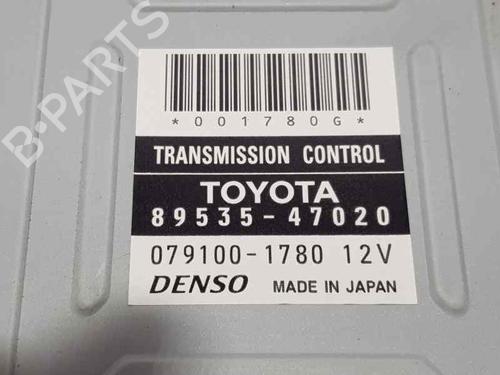 B-PARTS
*001780G*
TRANSMISSION CONTROL
TOYOTA
89535-47020
079100-1780 12V
DENSO MADE IN JAPAN